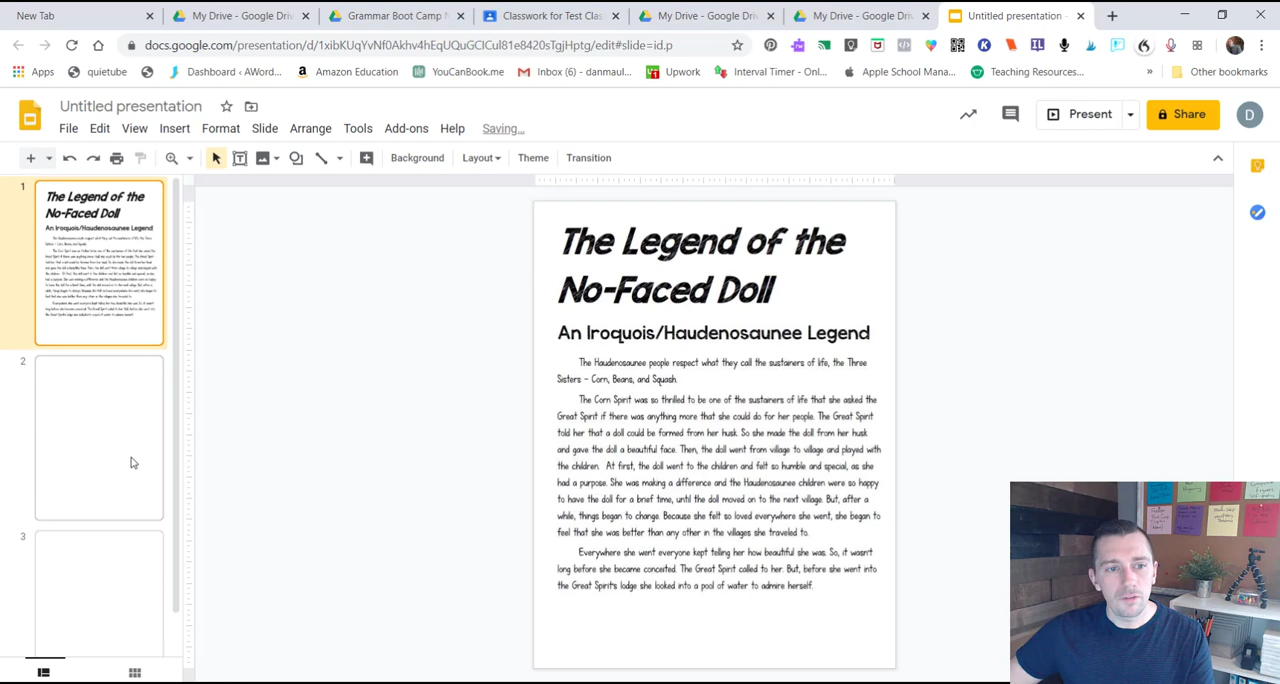 New Tab
My Drive - Google Dri
Grammar Boot Camp
Classwork for Test Cla
My Drive - Google Dri
My Drive - Google Dri
Untitled presentation
docs.google.com/presentation/d/1xibKUqYvNf0Akhv4hEqUQuGClCul81e8420sTgjHptg/edit#slide=id.p
Apps
quietube
Dashboard ‹ AWord...
Amazon Education
YouCanBook.me
Inbox (6) - danmaul...
Upwork
Interval Timer - Onl...
Apple School Mana...
Teaching Resources...
»
Other bookmarks
Untitled presentation
File Edit View Insert Format Slide Arrange Tools Add-ons Help Saving...
Present
Share
D
Background Layout Theme Transition
1
The Legend of the
No-Faced Doll
An Iroquois/Haudenosaunee Legend
2
3
The Legend of the
No-Faced Doll
An Iroquois/Haudenosaunee Legend
The Haudenosaunee people respect what they call the sustainers of life, the Three
Sisters – Corn, Beans, and Squash.
The Corn Spirit was so thrilled to be one of the sustainers of life that she asked the
Great Spirit if there was anything more that she could do for her people. The Great Spirit
told her that a doll could be formed from her husk. So she made the doll from her husk
and gave the doll a beautiful face. Then, the doll went from village to village and played with
the children. At first, the doll went to the children and felt so humble and special, as she
had a purpose. She was making a difference and the Haudenosaunee children were so happy
to have the doll for a brief time, until the doll moved on to the next village. But, after a
while, things began to change. Because she felt so loved everywhere she went, she began to
feel that she was better than any other in the villages she traveled to.
Everywhere she went everyone kept telling her how beautiful she was. So, it wasn't
long before she became conceited. The Great Spirit called to her. But, before she went into
the Great Spirit's lodge she looked into a pool of water to admire herself.